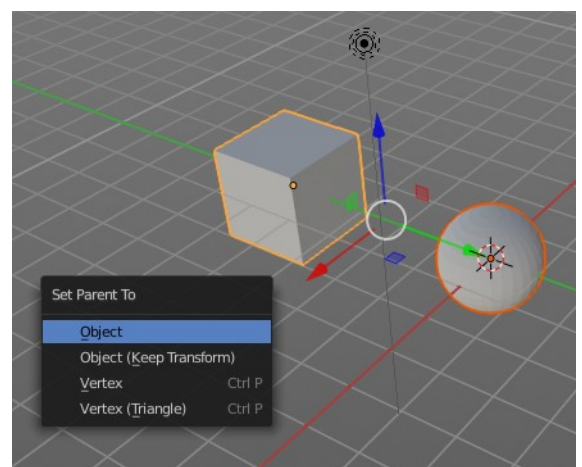 Set Parent To
Object
Object (Keep Transform)
Vertex Ctrl P
Vertex (Triangle) Ctrl P